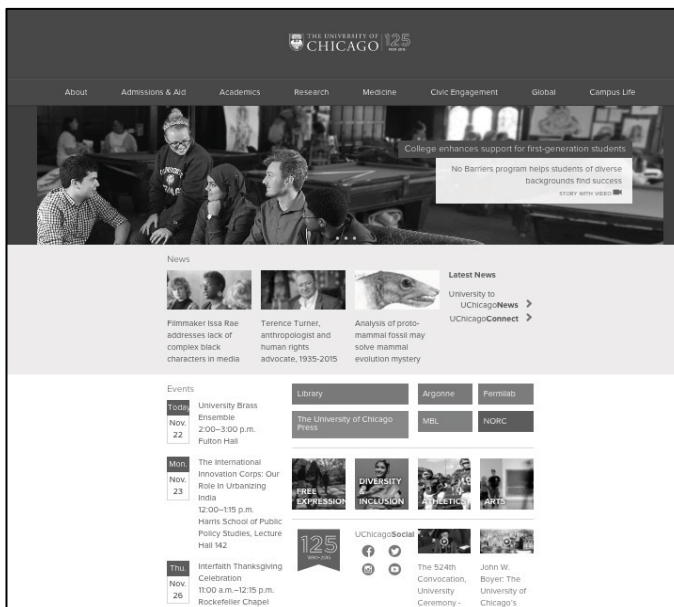 THE UNIVERSITY OF
CHICAGO 125
About Admissions & Aid Academics Research Medicine Civic Engagement Global Campus Life
College enhances support for first-generation students
No Barriers program helps students of diverse
backgrounds find success
STORY WITH VIDEO
News
Filmmaker Issa Rae
addresses lack of
complex black
characters in media
Terence Turner,
anthropologist and
human rights
advocate, 1935-2015
Analysis of proto-
mammal fossil may
solve mammal
evolution mystery
Latest News
University to
UChicagoNews
UChicagoConnect
Events
Today
Nov.
22
University Brass
Ensemble
2:00–3:00 p.m.
Fulton Hall
Mon.
Nov.
23
The International
Innovation Corps: Our
Role In Urbanizing
India
12:00–1:15 p.m.
Harris School of Public
Policy Studies, Lecture
Hall 142
Thu.
Nov.
26
Interfaith Thanksgiving
Celebration
11:00 a.m.–12:15 p.m.
Rockefeller Chapel
Library
Argonne
Fermilab
The University of Chicago
Press
MBL
NORC
FREE
EXPRESSION
DIVERSITY
&
INCLUSION
ATHLETICS
ARTS
125
UChicagoSocial
The 524th
Convocation,
University
Ceremony -
John W.
Boyer: The
University of
Chicago's